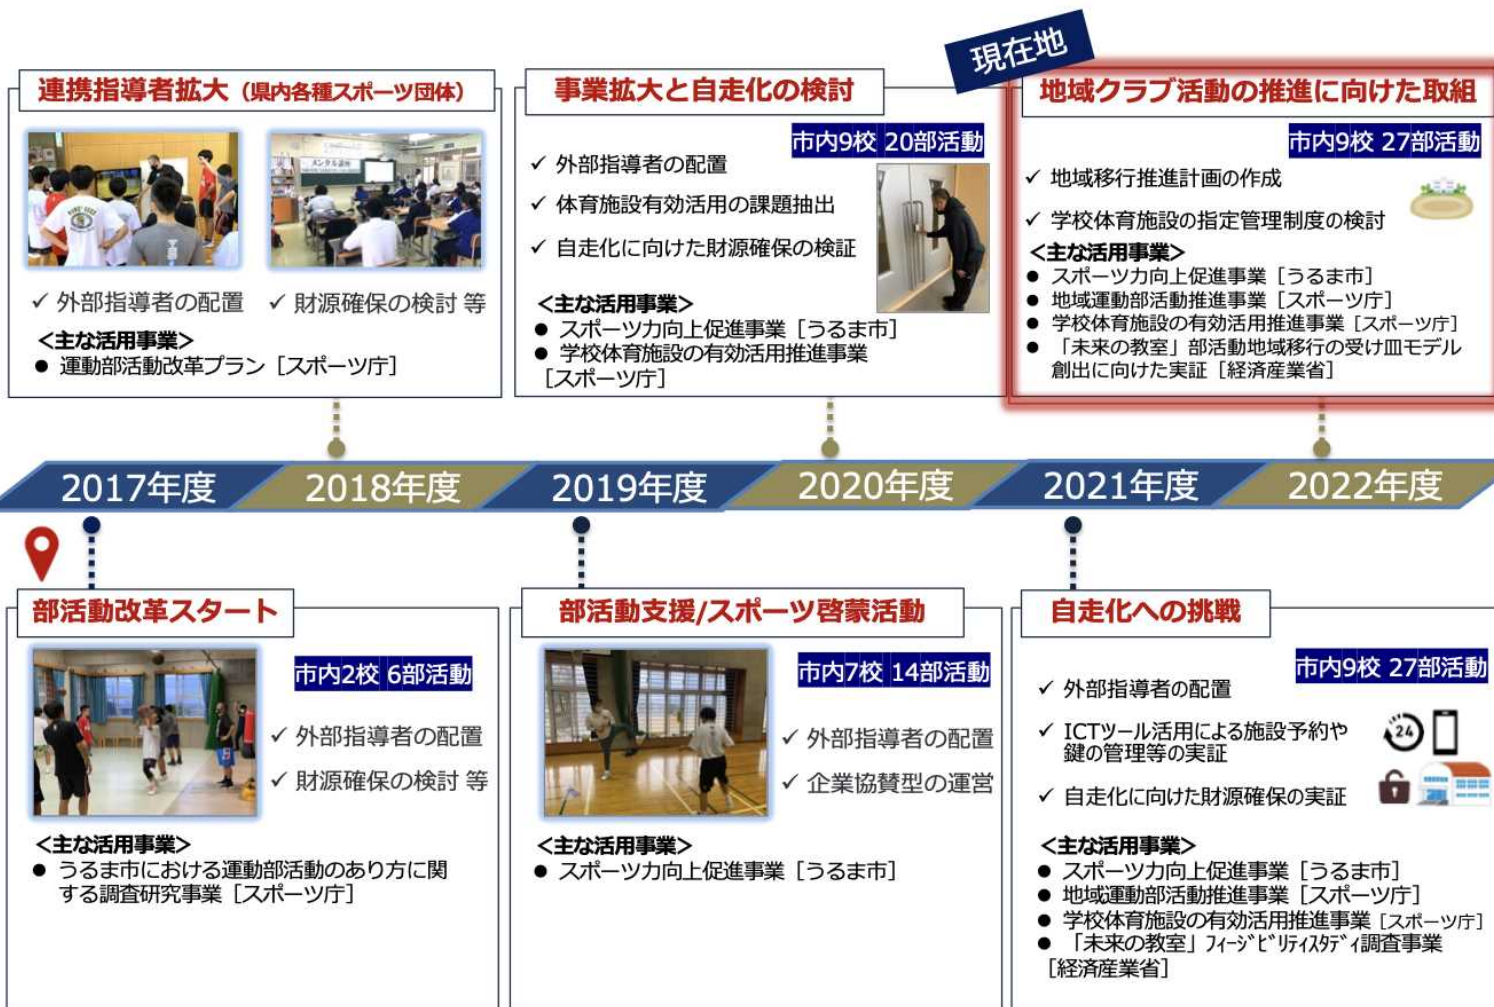 現在地
連携指導者拡大（県内各種スポーツ団体）
メンタル講座
✓ 外部指導者の配置
✓ 財源確保の検討 等
＜主な活用事業＞
● 運動部活動改革プラン［スポーツ庁］
事業拡大と自走化の検討
市内9校 20部活動
✓ 外部指導者の配置
✓ 体育施設有効活用の課題抽出
✓ 自走化に向けた財源確保の検証
＜主な活用事業＞
● スポーツ力向上促進事業［うるま市］
● 学校体育施設の有効活用推進事業
［スポーツ庁］
地域クラブ活動の推進に向けた取組
市内9校 27部活動
✓ 地域移行推進計画の作成
✓ 学校体育施設の指定管理制度の検討
＜主な活用事業＞
● スポーツ力向上促進事業［うるま市］
● 地域運動部活動推進事業［スポーツ庁］
● 学校体育施設の有効活用推進事業［スポーツ庁］
● 「未来の教室」部活動地域移行の受け皿モデル
創出に向けた実証［経済産業省］
2017年度
2018年度
2019年度
2020年度
2021年度
2022年度
部活動改革スタート
市内2校 6部活動
✓ 外部指導者の配置
✓ 財源確保の検討 等
＜主な活用事業＞
● うるま市における運動部活動のあり方に関
する調査研究事業［スポーツ庁］
部活動支援/スポーツ啓蒙活動
市内7校 14部活動
✓ 外部指導者の配置
✓ 企業協賛型の運営
＜主な活用事業＞
● スポーツ力向上促進事業［うるま市］
自走化への挑戦
市内9校 27部活動
✓ 外部指導者の配置
✓ ICTツール活用による施設予約や
鍵の管理等の実証
24
✓ 自走化に向けた財源確保の実証
＜主な活用事業＞
● スポーツ力向上促進事業［うるま市］
● 地域運動部活動推進事業［スポーツ庁］
● 学校体育施設の有効活用推進事業［スポーツ庁］
● 「未来の教室」ﾌｨｰｼﾞﾋﾞﾘﾃｨｽﾀﾃﾞｨ調査事業
［経済産業省］